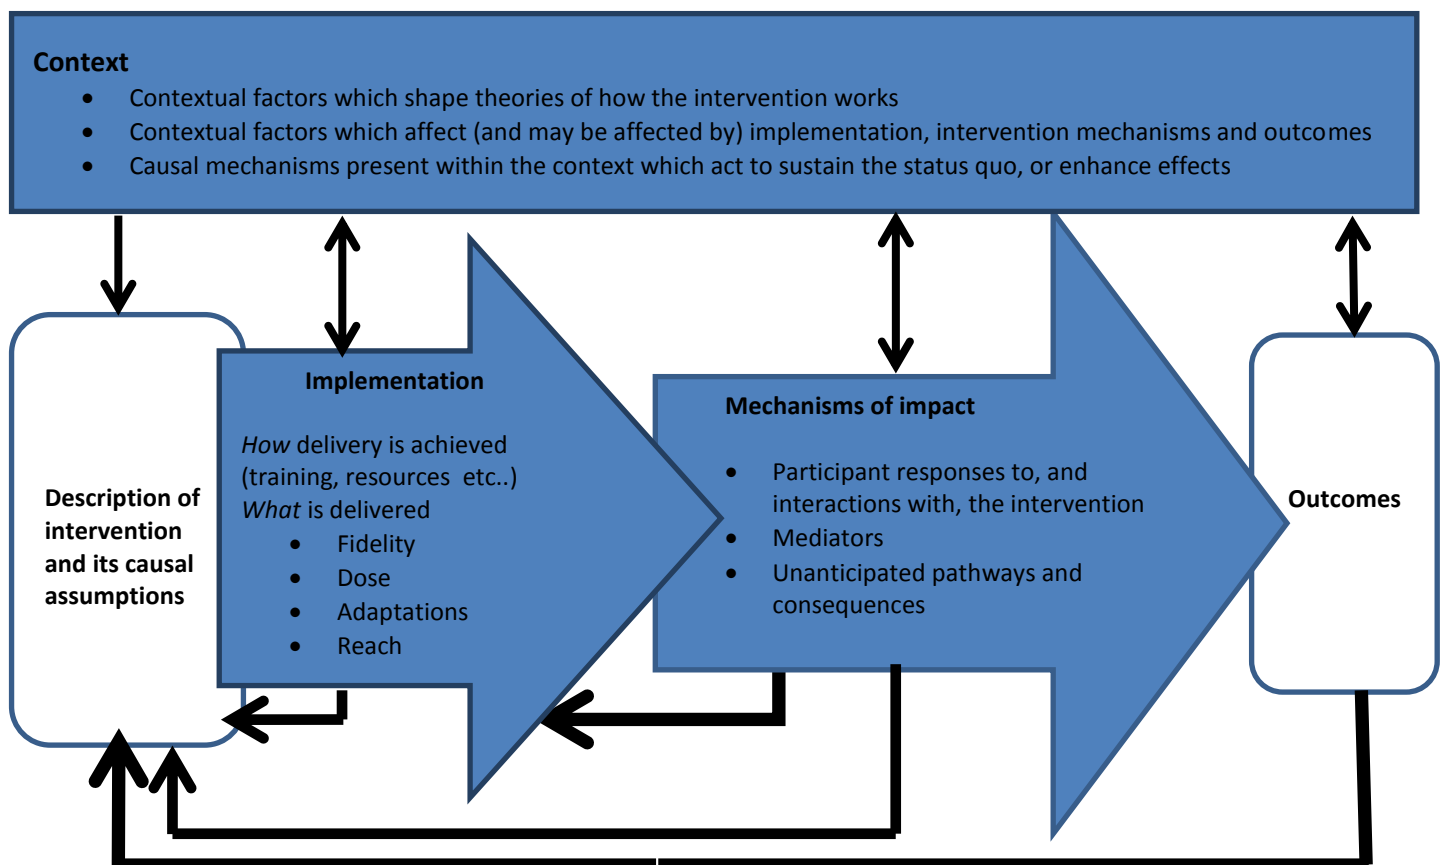 Context
• Contextual factors which shape theories of how the intervention works
• Contextual factors which affect (and may be affected by) implementation, intervention mechanisms and outcomes
• Causal mechanisms present within the context which act to sustain the status quo, or enhance effects
Description of
intervention
and its causal
assumptions
Implementation
How delivery is achieved
(training, resources  etc..)
What is delivered
• Fidelity
• Dose
• Adaptations
• Reach
Mechanisms of impact
• Participant responses to, and
interactions with, the intervention
• Mediators
• Unanticipated pathways and
consequences
Outcomes